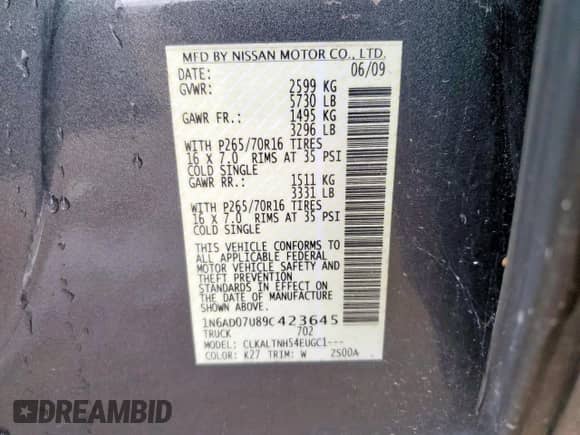 MFD BY NISSAN MOTOR CO., LTD.
DATE: 06/09
GVWR: 2599 KG
5730 LB
GAWR FR.: 1495 KG
3296 LB
WITH P265/70R16 TIRES
16 X 7.0 RIMS AT 35 PSI
COLD SINGLE
GAWR RR.: 1511 KG
3331 LB
WITH P265/70R16 TIRES
16 X 7.0 RIMS AT 35 PSI
COLD SINGLE
THIS VEHICLE CONFORMS TO
ALL APPLICABLE FEDERAL
MOTOR VEHICLE SAFETY AND
THEFT PREVENTION
STANDARDS IN EFFECT ON
THE DATE OF MANUFACTURE
SHOWN ABOVE.
1N6AD07U89C423645
TRUCK 702
MODEL: CLKALTNHS4EUGC1---
COLOR: K27 TRIM: W 2S00A
DREAMBID